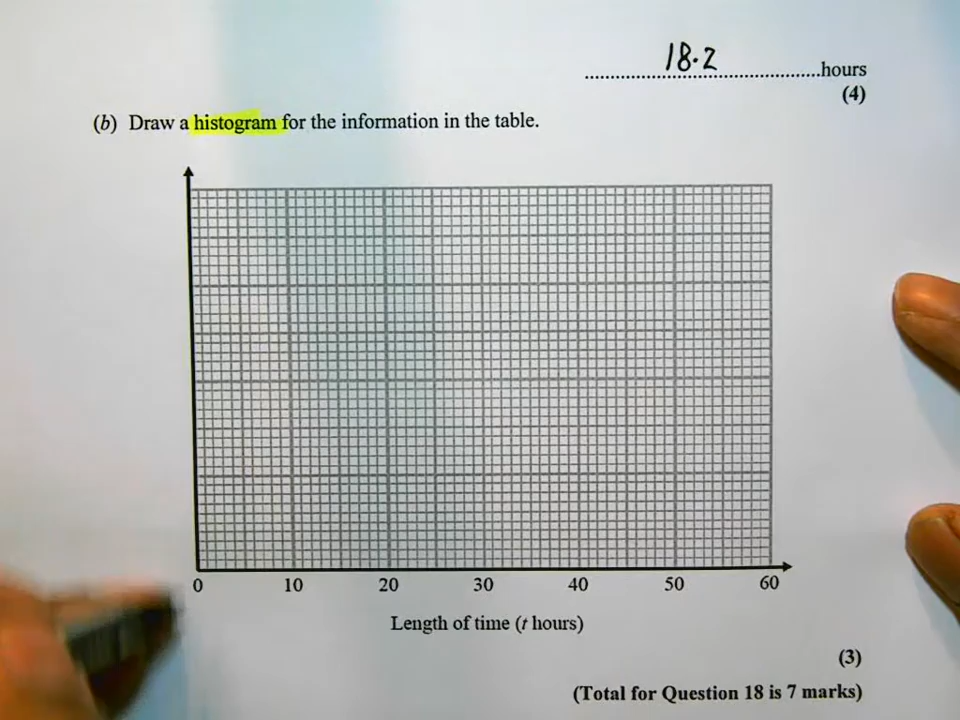 18.2
hours
(4)
(b) Draw a histogram for the information in the table.
0 10 20 30 40 50 60
Length of time (t hours)
(3)
(Total for Question 18 is 7 marks)